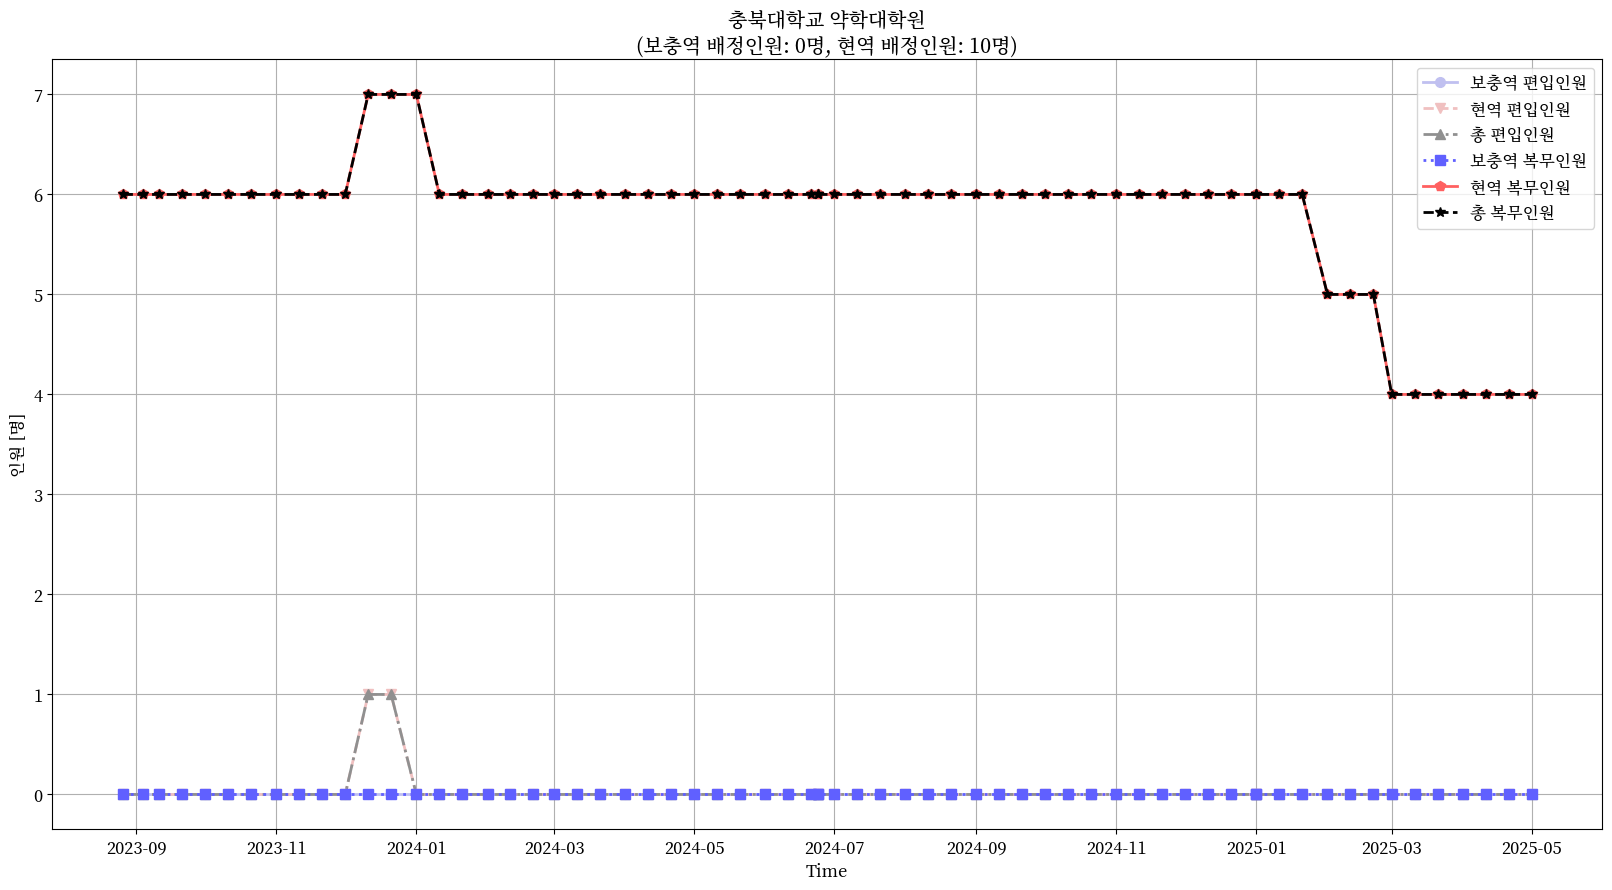 충북대학교 약학대학원
(보충역 배정인원: 0명, 현역 배정인원: 10명)
보충역 편입인원
현역 편입인원
총 편입인원
보충역 복무인원
현역 복무인원
총 복무인원
인원 [명]
7
6
5
4
3
2
1
0
2023-09
2023-11
2024-01
2024-03
2024-05
2024-07
2024-09
2024-11
2025-01
2025-03
2025-05
Time